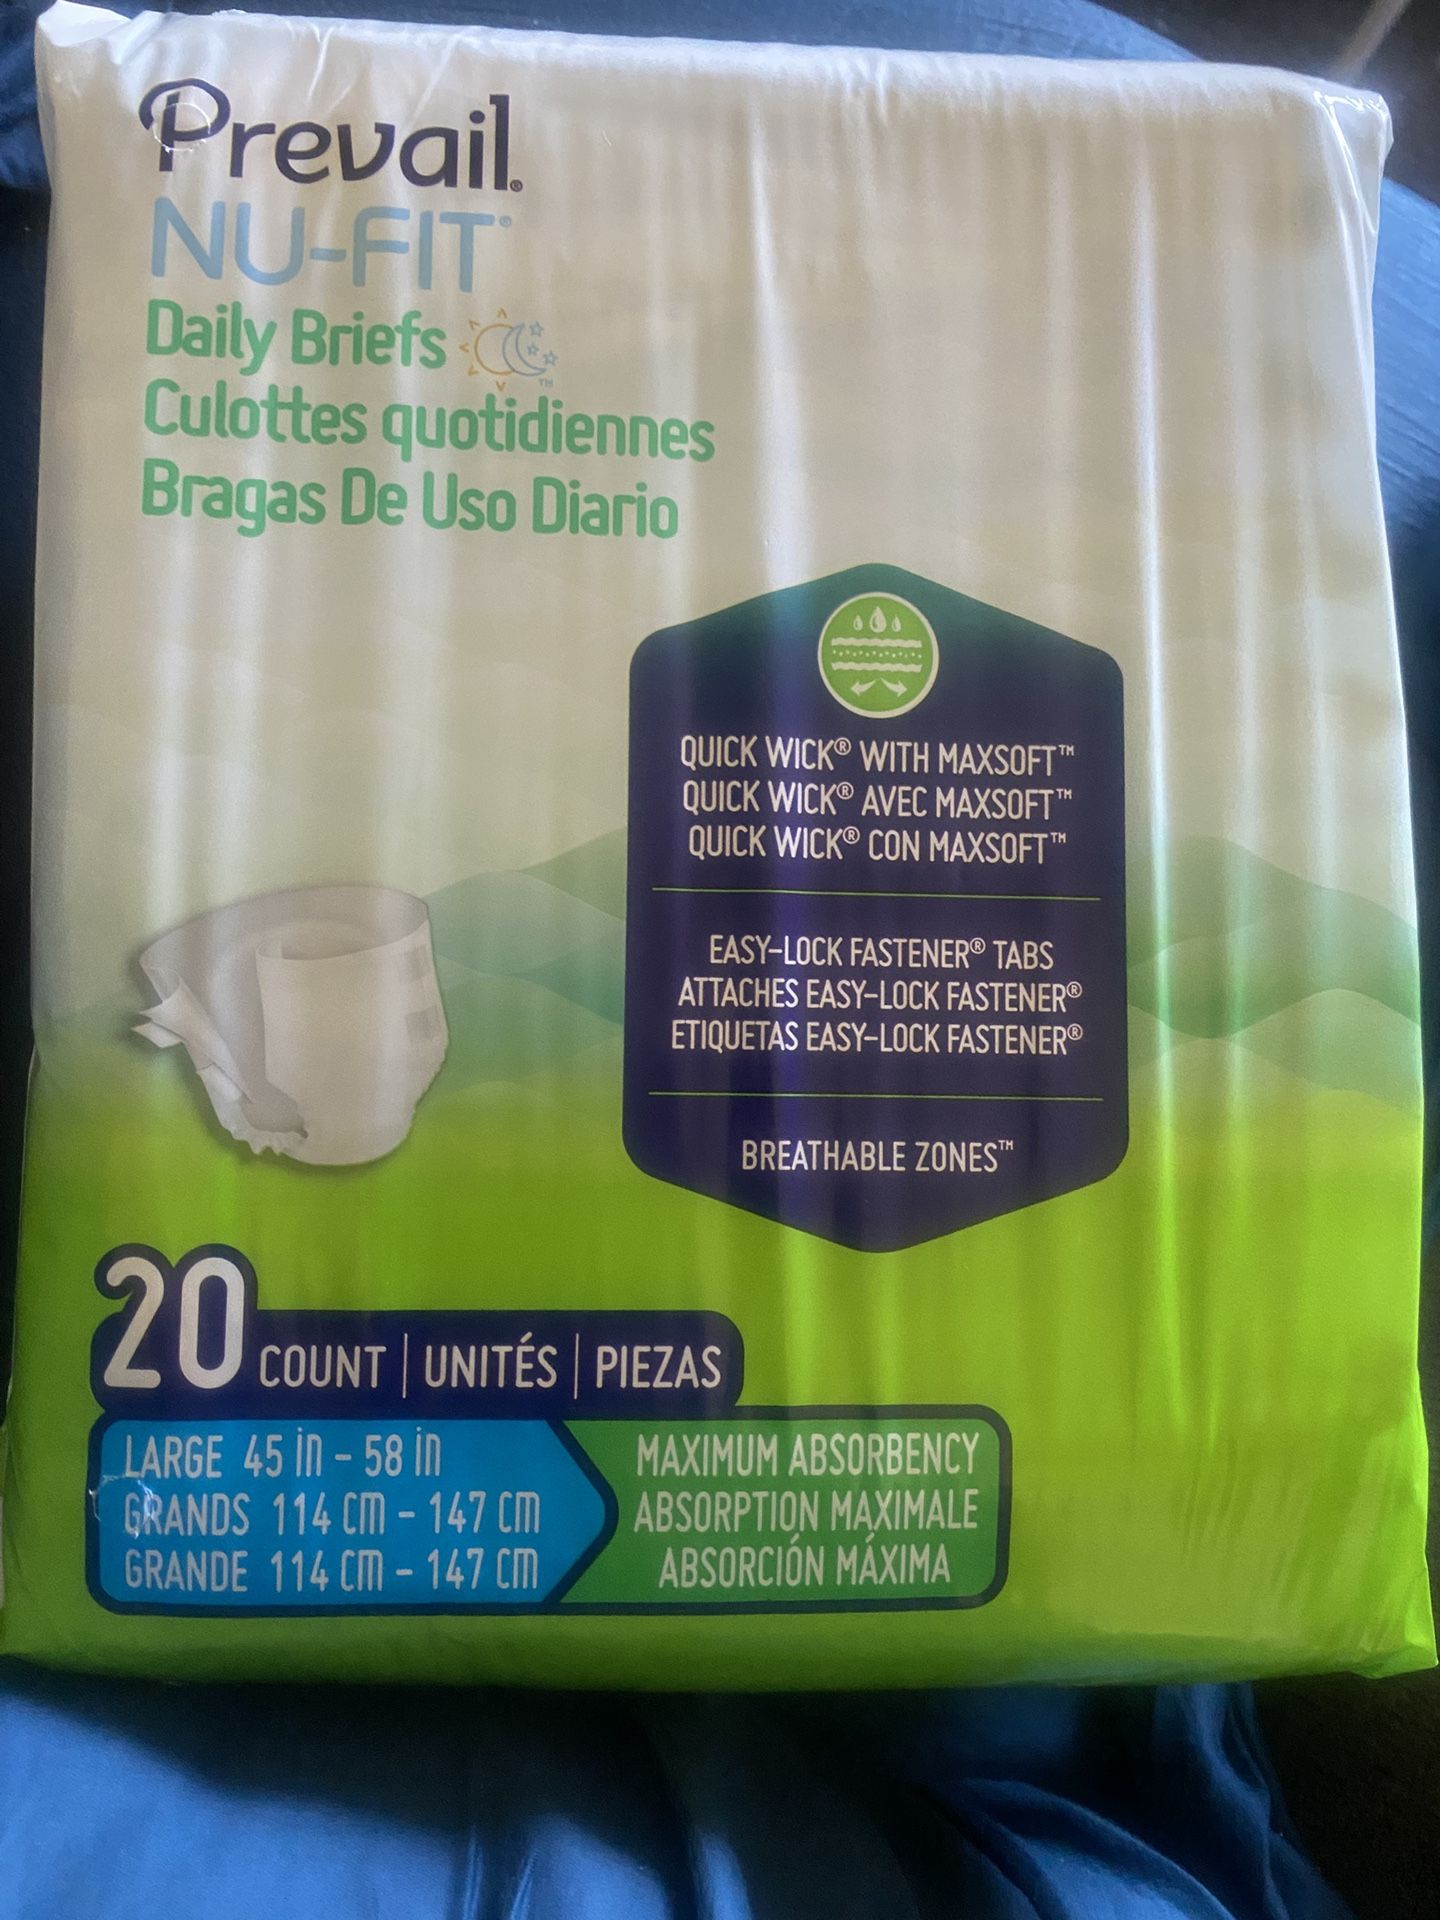 Prevail®
NU-FIT®
Daily Briefs ™
Culottes quotidiennes
Bragas De Uso Diario
QUICK WICK® WITH MAXSOFT™
QUICK WICK® AVEC MAXSOFT™
QUICK WICK® CON MAXSOFT™
EASY-LOCK FASTENER® TABS
ATTACHES EASY-LOCK FASTENER®
ETIQUETAS EASY-LOCK FASTENER®
BREATHABLE ZONES™
20 COUNT | UNITÉS | PIEZAS
LARGE 45 in - 58 in
GRANDS 114 cm - 147 cm
GRANDE 114 cm - 147 cm
MAXIMUM ABSORBENCY
ABSORPTION MAXIMALE
ABSORCIÓN MÁXIMA